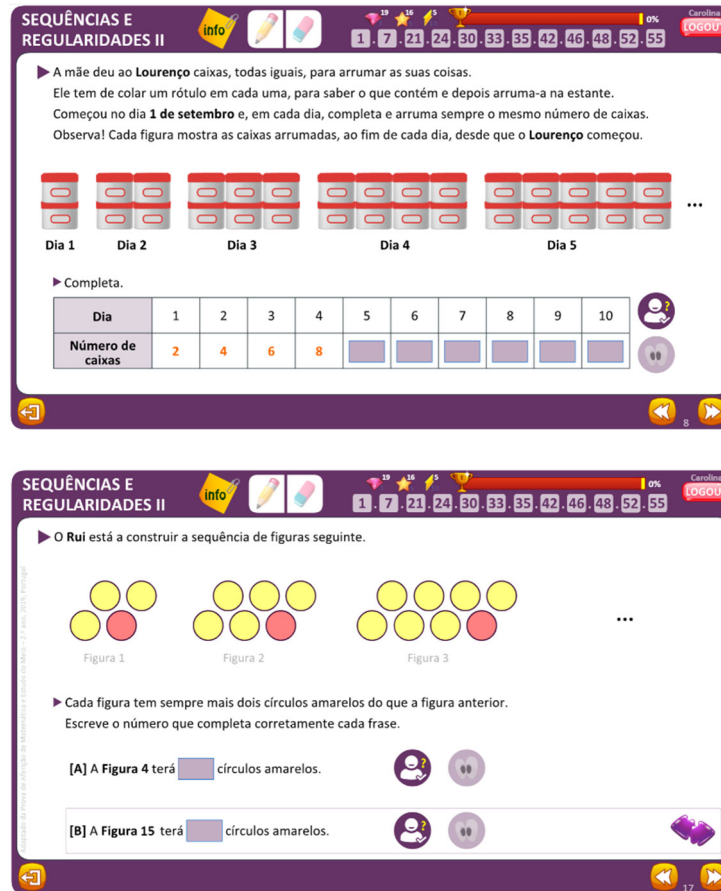 SEQUÊNCIAS E
REGULARIDADES II
info
19 16 5
0%
Carolina
1 . 7 . 21 . 24 . 30 . 33 . 35 . 42 . 46 . 48 . 52 . 55
A mãe deu ao Lourenço caixas, todas iguais, para arrumar as suas coisas.
Ele tem de colar um rótulo em cada uma, para saber o que contém e depois arruma-a na estante.
Começou no dia 1 de setembro e, em cada dia, completa e arruma sempre o mesmo número de caixas.
Observa! Cada figura mostra as caixas arrumadas, ao fim de cada dia, desde que o Lourenço começou.
...
Dia 1 Dia 2 Dia 3 Dia 4 Dia 5
Completa.
Dia 1 2 3 4 5 6 7 8 9 10
?
Número de
caixas
2 4 6 8
8
SEQUÊNCIAS E
REGULARIDADES II
info
19 16 5
0%
Carolina
1 . 7 . 21 . 24 . 30 . 33 . 35 . 42 . 46 . 48 . 52 . 55
O Rui está a construir a sequência de figuras seguinte.
...
Figura 1 Figura 2 Figura 3
Cada figura tem sempre mais dois círculos amarelos do que a figura anterior.
Escreve o número que completa corretamente cada frase.
[A] A Figura 4 terá círculos amarelos.
?
[B] A Figura 15 terá círculos amarelos.
?
17